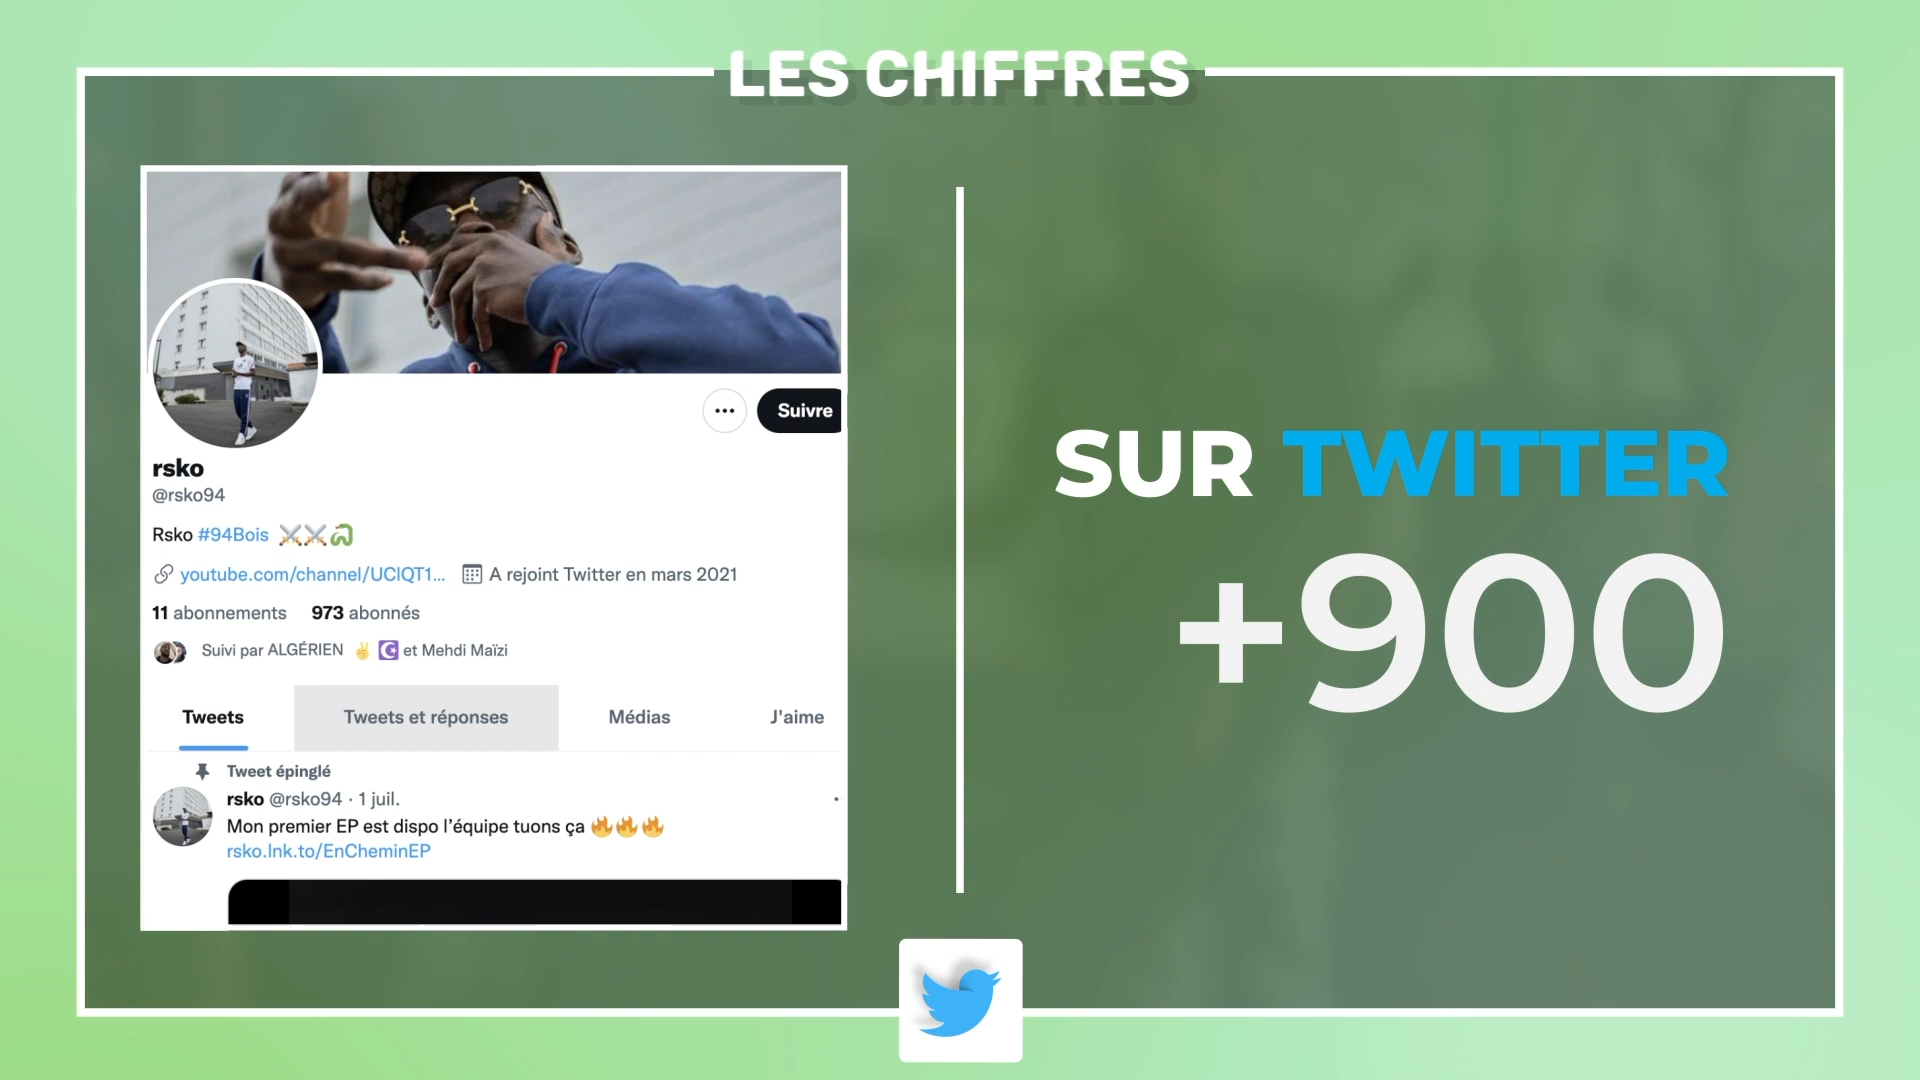 LES CHIFFRES
Suivre
rsko
@rsko94
Rsko #94Bois ⚔️⚔️🐍
youtube.com/channel/UClQT1... A rejoint Twitter en mars 2021
11 abonnements 973 abonnés
Suivi par ALGÉRIEN ✌️ ☪️ et Mehdi Maïzi
Tweets Tweets et réponses Médias J'aime
Tweet épinglé
rsko @rsko94 · 1 juil.
Mon premier EP est dispo l’équipe tuons ça 🔥🔥🔥
rsko.lnk.to/EnCheminEP
SUR TWITTER
+900